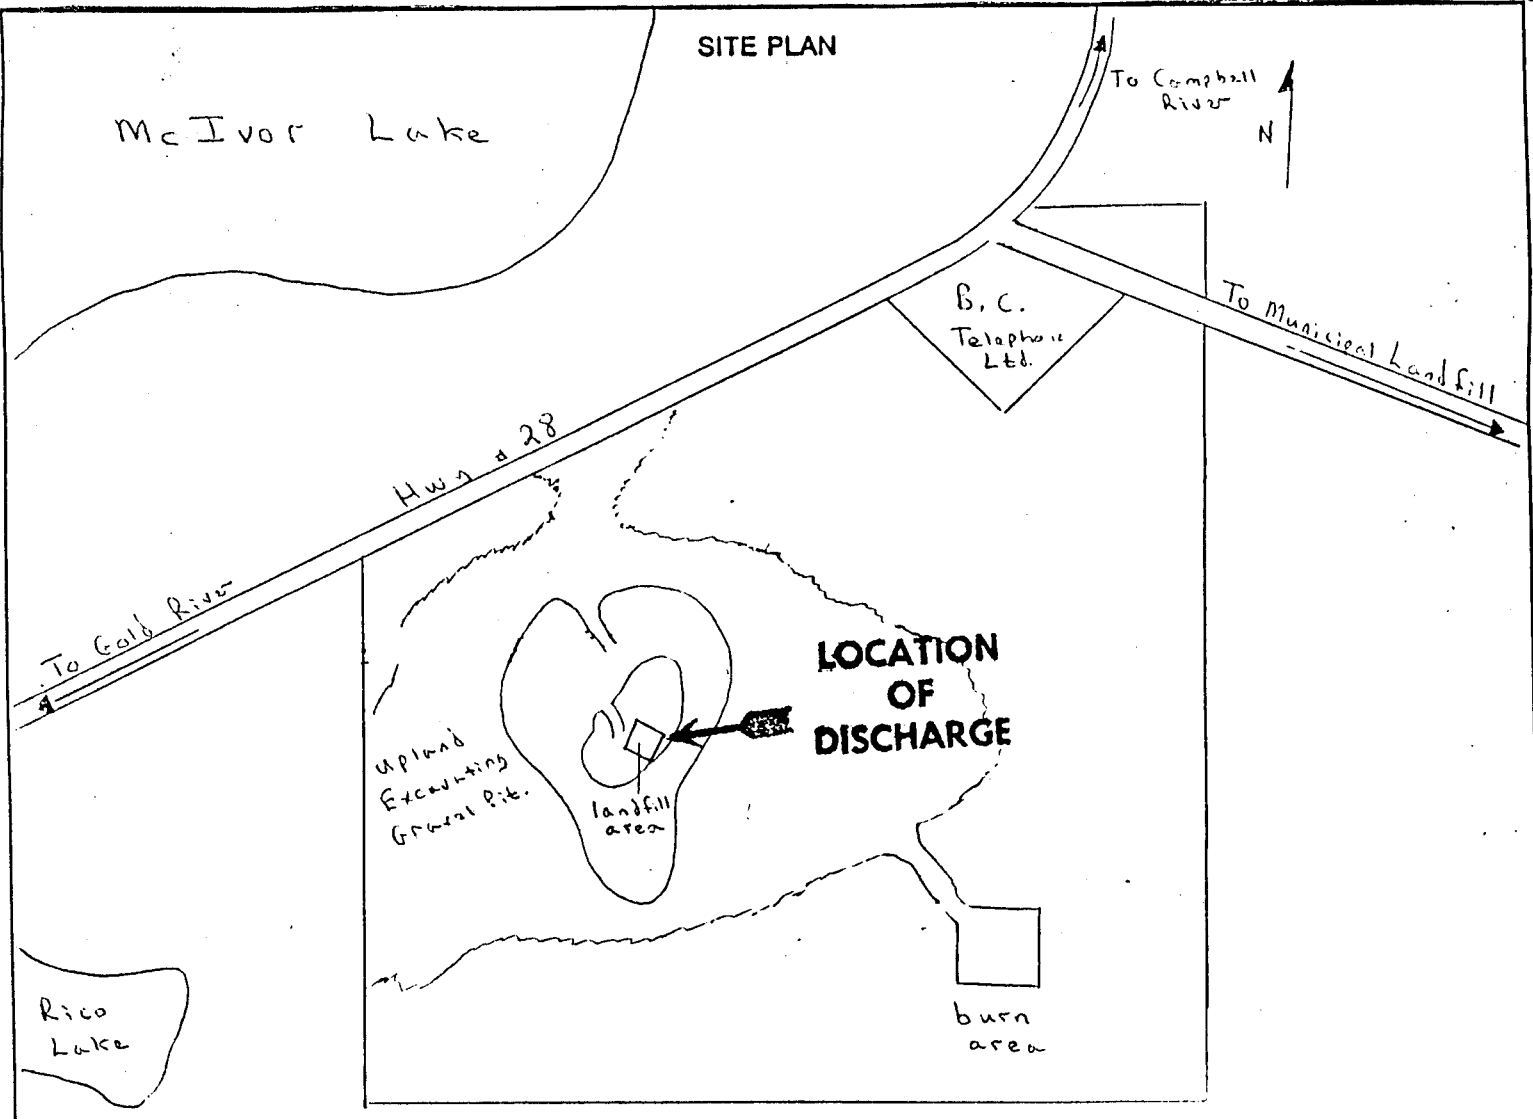 SITE PLAN
McIvor Lake
To Campbell
River
N
B.C.
Telephone
Ltd.
To Municipal Landfill
Hwy # 28
To Gold River
LOCATION
OF
DISCHARGE
Upland
Excavating
Gravel Pit.
landfill
area
Rico
Lake
burn
area